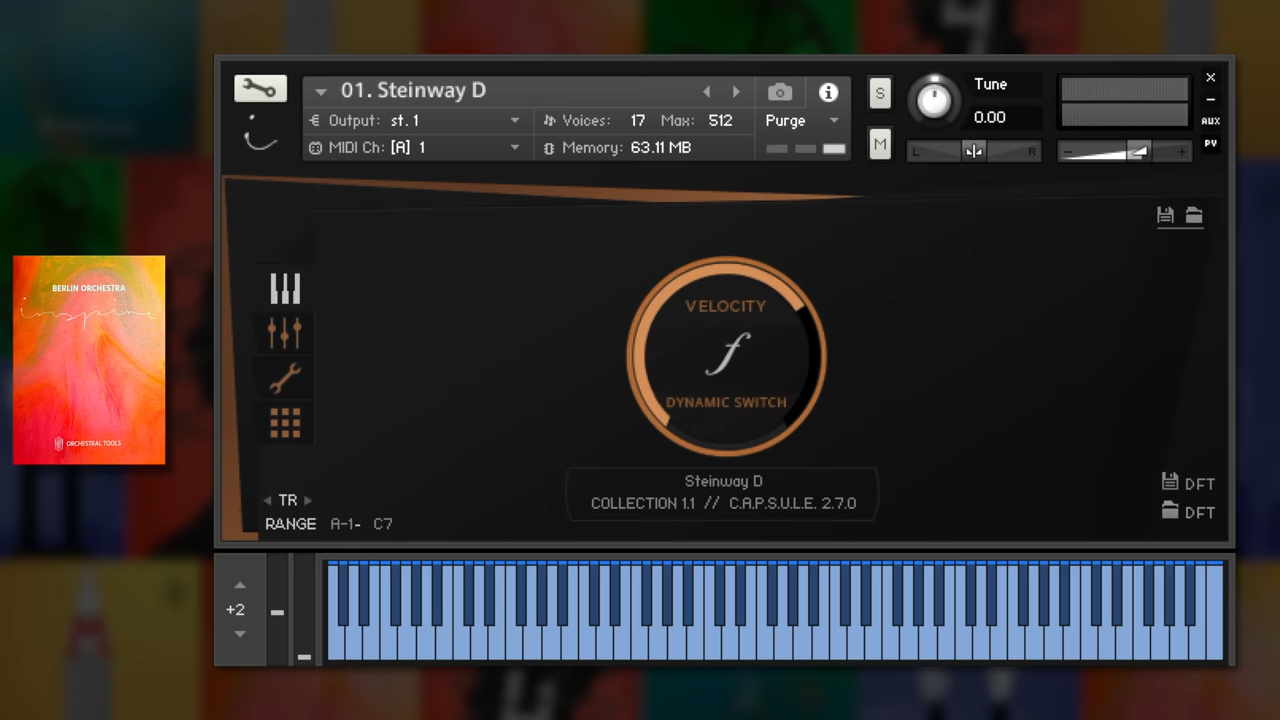 01. Steinway D
Output: st. 1
Voices: 17 Max: 512
Purge
MIDI Ch: [A] 1
Memory: 63.11 MB
S
M
Tune
0.00
L R
- +
AUX
PV
BERLIN ORCHESTRA
inspire
ORCHESTRAL TOOLS
VELOCITY
f
DYNAMIC SWITCH
Steinway D
COLLECTION 1.1 // C.A.P.S.U.L.E. 2.7.0
TR
RANGE A-1- C7
DFT
DFT
+2